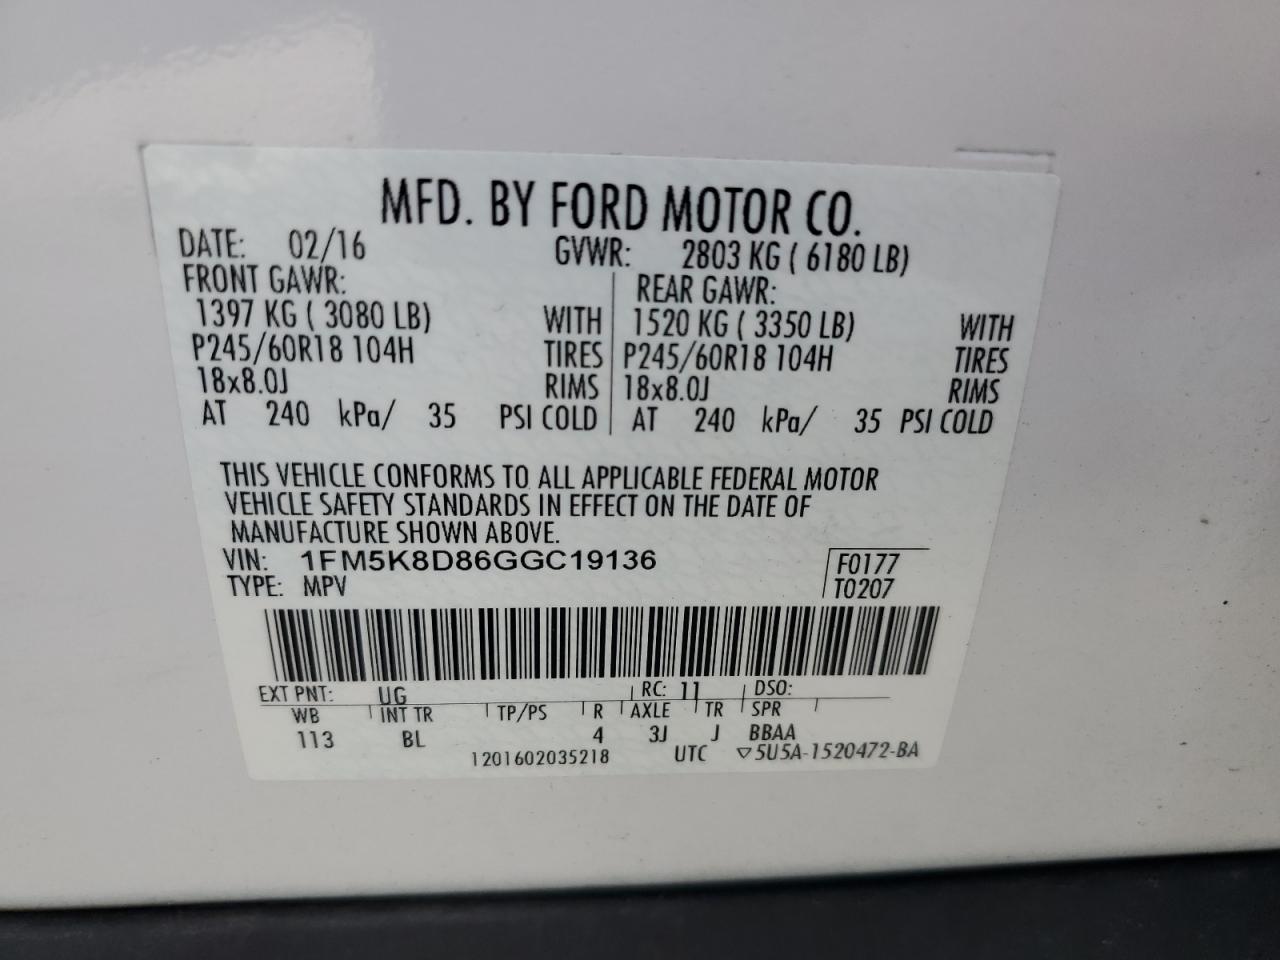 MFD. BY FORD MOTOR CO.
DATE: 02/16 GVWR: 2803 KG ( 6180 LB)
FRONT GAWR: REAR GAWR:
1397 KG ( 3080 LB) WITH 1520 KG ( 3350 LB) WITH
P245/60R18 104H TIRES P245/60R18 104H TIRES
18x8.0J RIMS 18x8.0J RIMS
AT 240 kPa/ 35 PSI COLD AT 240 kPa/ 35 PSI COLD
THIS VEHICLE CONFORMS TO ALL APPLICABLE FEDERAL MOTOR
VEHICLE SAFETY STANDARDS IN EFFECT ON THE DATE OF
MANUFACTURE SHOWN ABOVE.
VIN: 1FM5K8D86GGC19136 F0177
TYPE: MPV T0207
EXT PNT: UG RC: 11 DSO:
WB INT TR TP/PS R AXLE TR SPR
113 BL 4 3J J BBAA
1201602035218 UTC ▽5U5A-1520472-BA